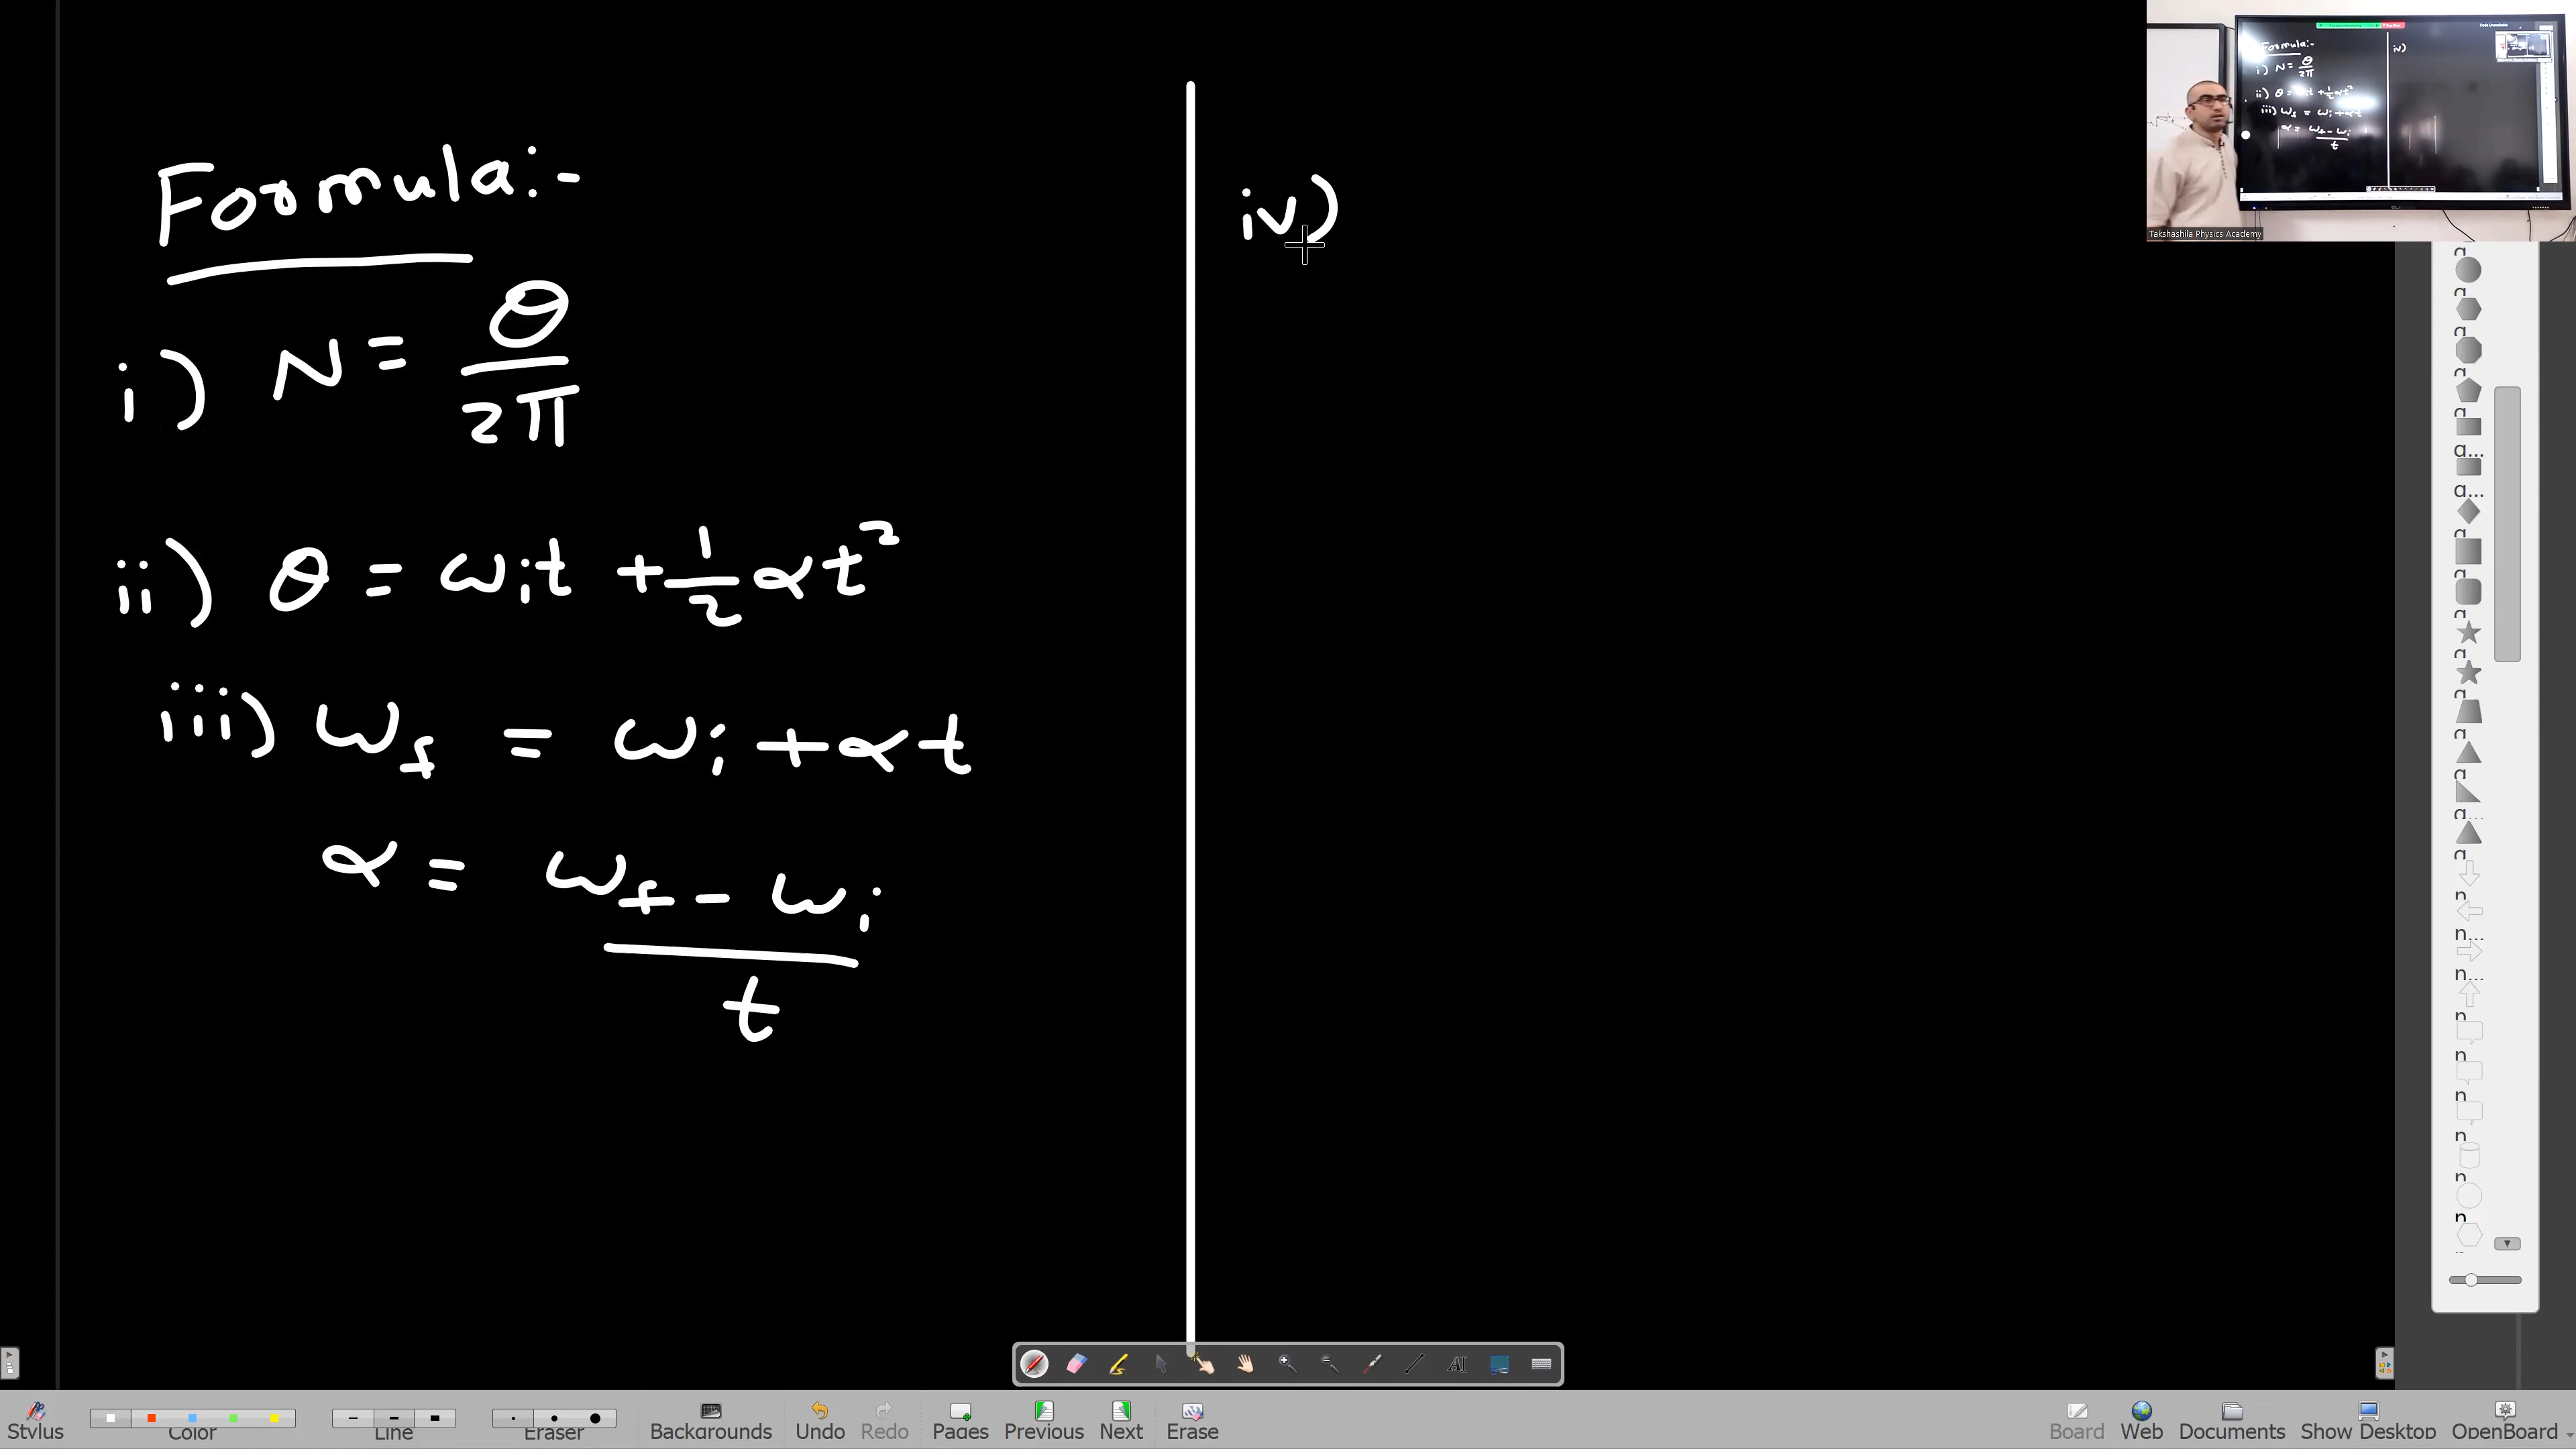 Formula:-
i) N = θ/2π
ii) θ = ωit + 1/2 αt²
iii) ωf = ωi + αt
α = ωf - ωi / t
iv)
Takshashila Physics Academy
Stylus
Color
Line
Eraser
Backgrounds
Undo
Redo
Pages
Previous
Next
Erase
Board
Web
Documents
Show Desktop
OpenBoard